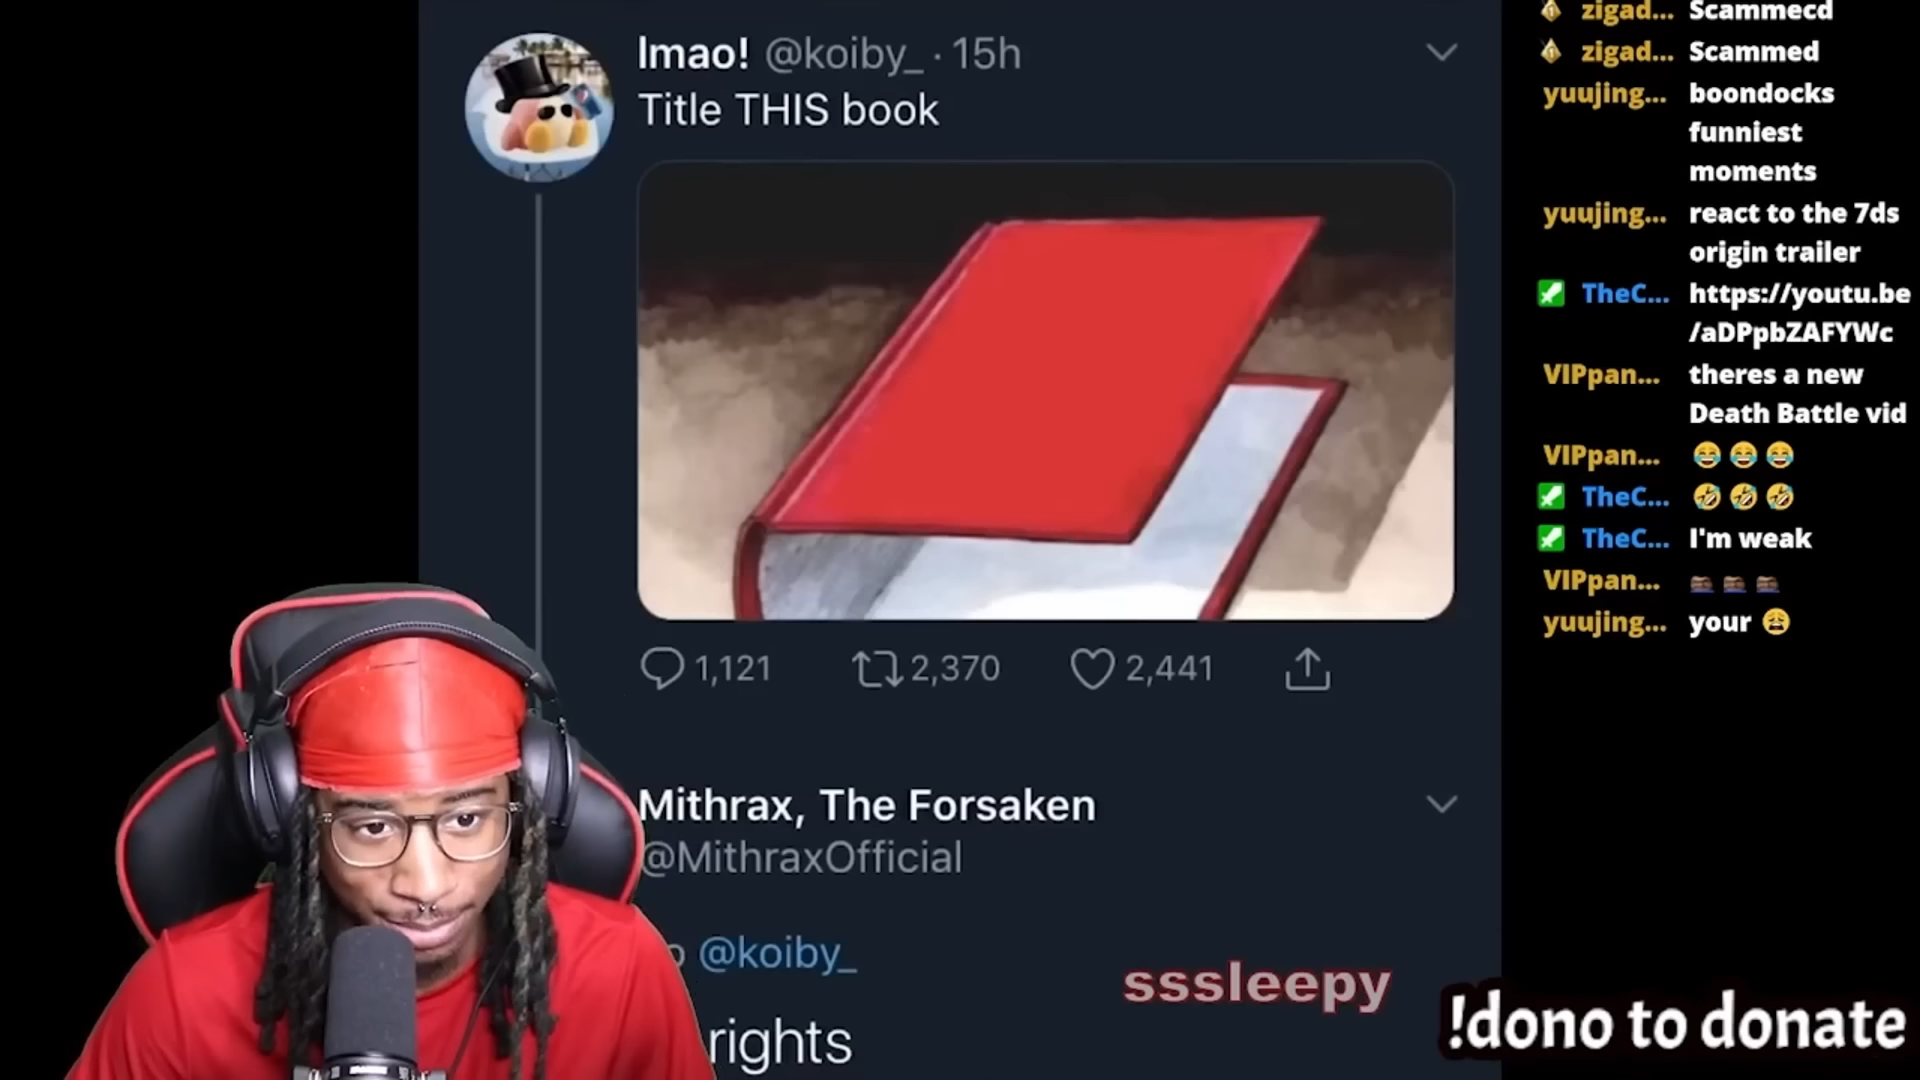 lmao! @koiby_ · 15h
Title THIS book
1,121 2,370 2,441
Mithrax, The Forsaken
@MithraxOfficial
@koiby_
rights
sssleepy
zigad... Scammecd
zigad... Scammed
yuujing... boondocks
funniest
moments
yuujing... react to the 7ds
origin trailer
TheC... https://youtu.be
/aDPpbZAFYWc
VIPpan... theres a new
Death Battle vid
VIPpan... 😂😂😂
TheC... 🤣🤣🤣
TheC... I'm weak
VIPpan...
yuujing... your 😩
!dono to donate